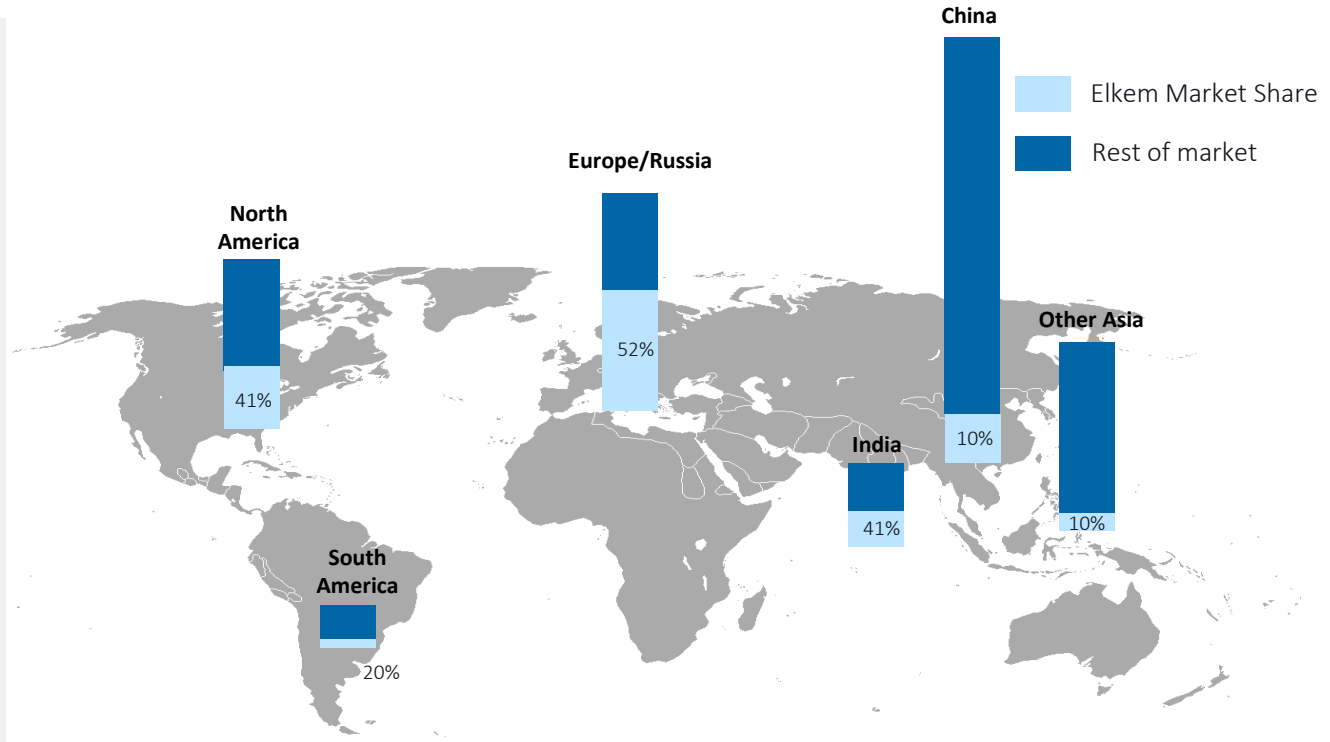 China
Elkem Market Share
Rest of market
Europe/Russia
North
America
Other Asia
52%
41%
10%
India
10%
41%
South
America
20%